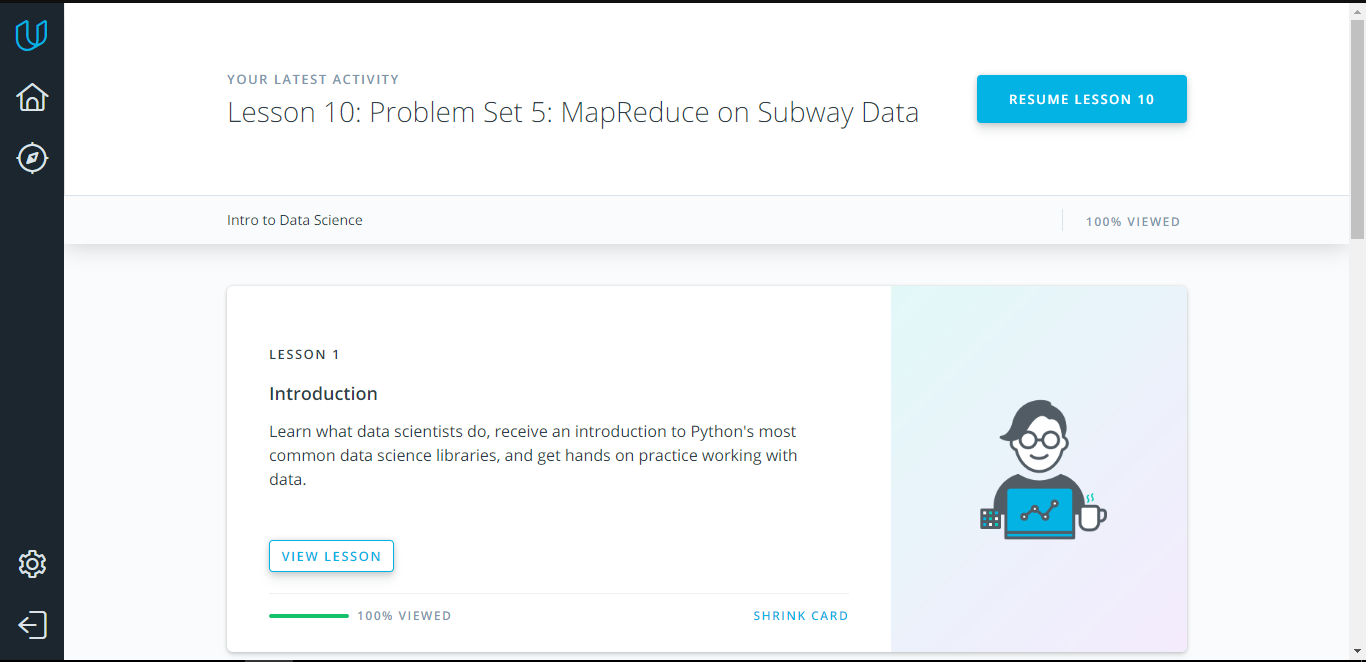 YOUR LATEST ACTIVITY
Lesson 10: Problem Set 5: MapReduce on Subway Data
RESUME LESSON 10
Intro to Data Science
100% VIEWED
LESSON 1
Introduction
Learn what data scientists do, receive an introduction to Python's most
common data science libraries, and get hands on practice working with
data.
VIEW LESSON
100% VIEWED
SHRINK CARD